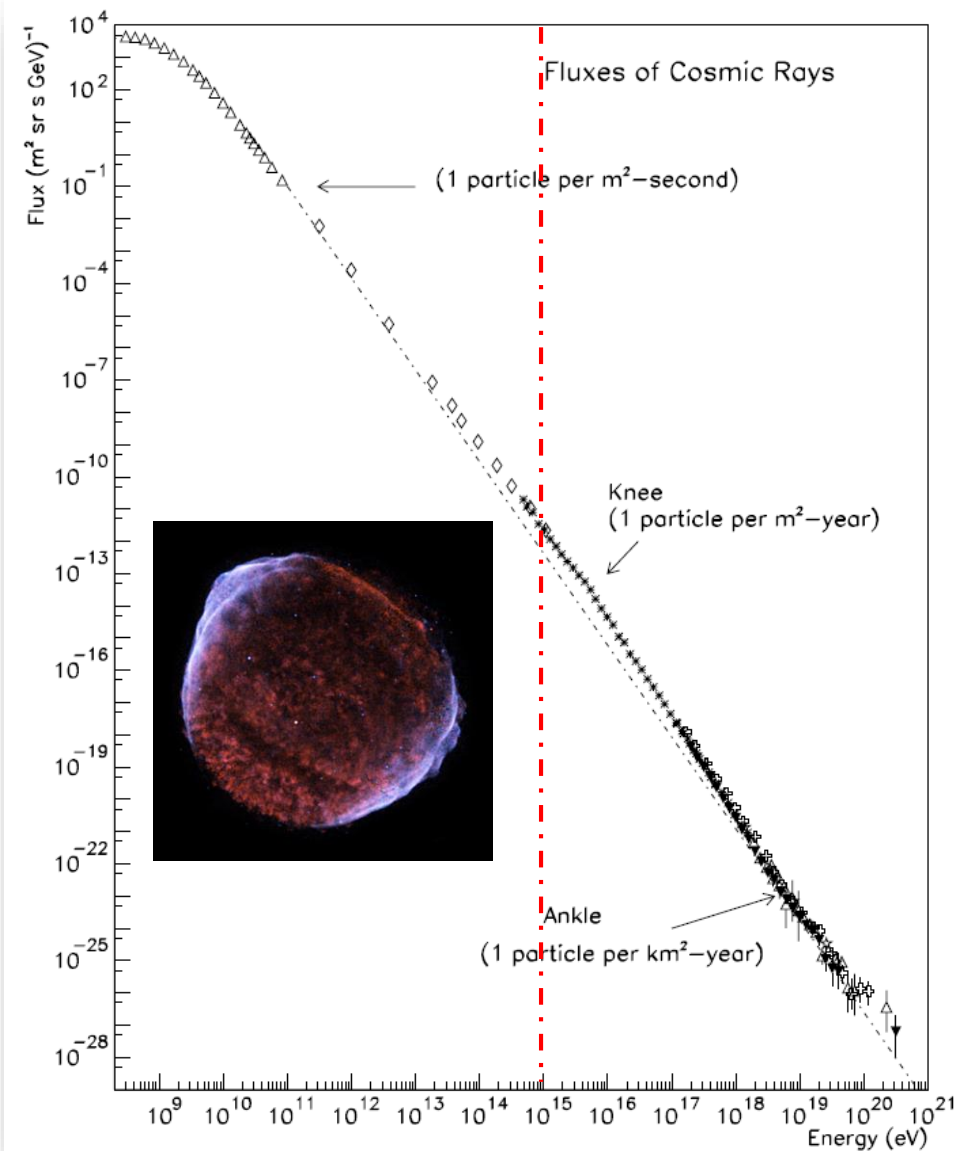 Flux (m² sr s GeV)⁻¹
Fluxes of Cosmic Rays
(1 particle per m²−second)
Knee
(1 particle per m²−year)
Ankle
(1 particle per km²−year)
10⁴
10²
10⁻¹
10⁻⁴
10⁻⁷
10⁻¹⁰
10⁻¹³
10⁻¹⁶
10⁻¹⁹
10⁻²²
10⁻²⁵
10⁻²⁸
10⁹ 10¹⁰ 10¹¹ 10¹² 10¹³ 10¹⁴ 10¹⁵ 10¹⁶ 10¹⁷ 10¹⁸ 10¹⁹ 10²⁰ 10²¹
Energy (eV)